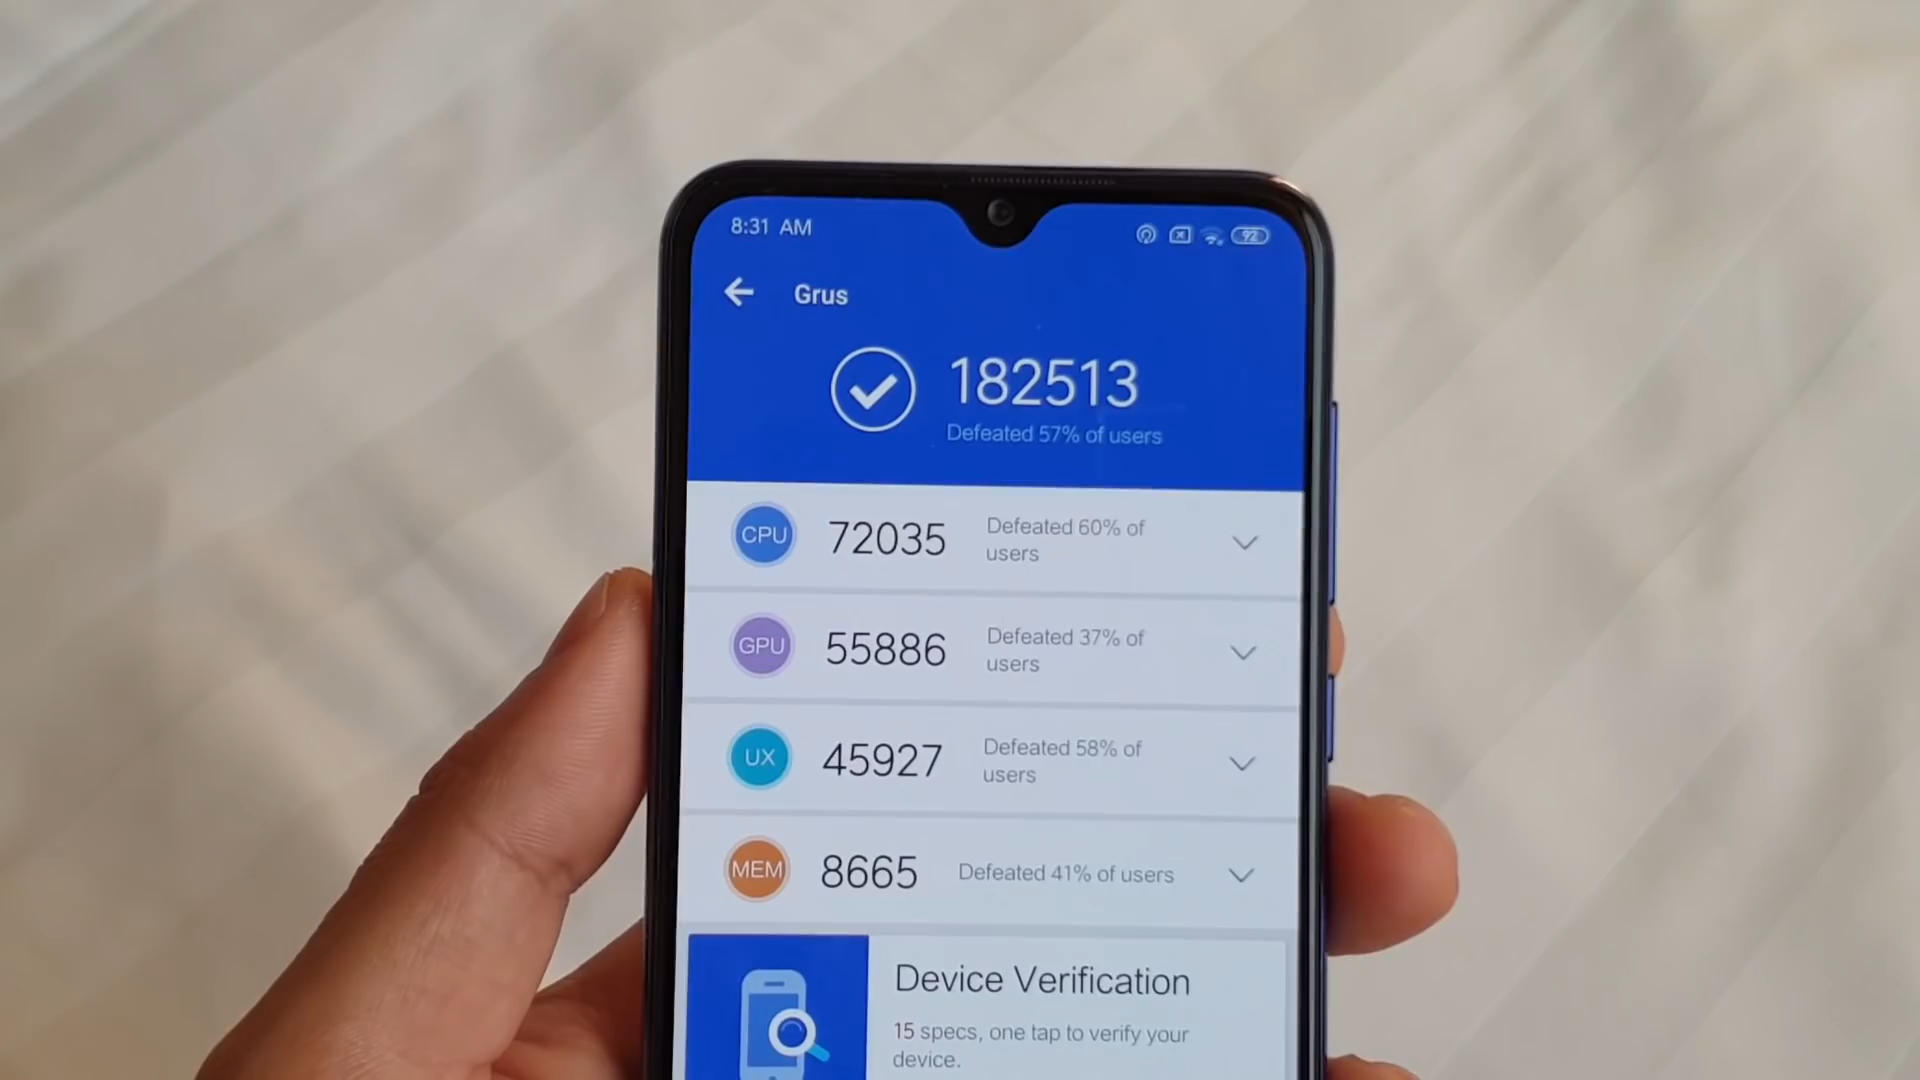 8:31 AM
92
Grus
182513
Defeated 57% of users
CPU 72035 Defeated 60% of
users
GPU 55886 Defeated 37% of
users
UX 45927 Defeated 58% of
users
MEM 8665 Defeated 41% of users
Device Verification
15 specs, one tap to verify your
device.